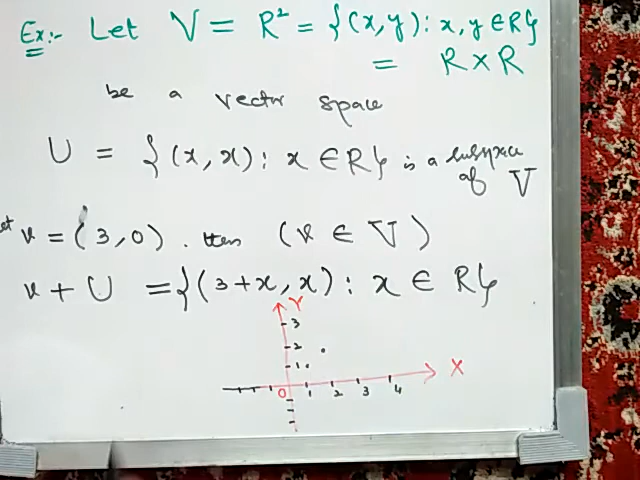 Ex:- Let V = R² = {(x,y): x,y ∈ R}
= R × R
be a vector space
U = {(x,x): x ∈ R} is a subspace of V
let v = (3,0). then (v ∈ V)
v + U = {(3+x, x): x ∈ R}
Y
3
2
1
0 1 2 3 4 X